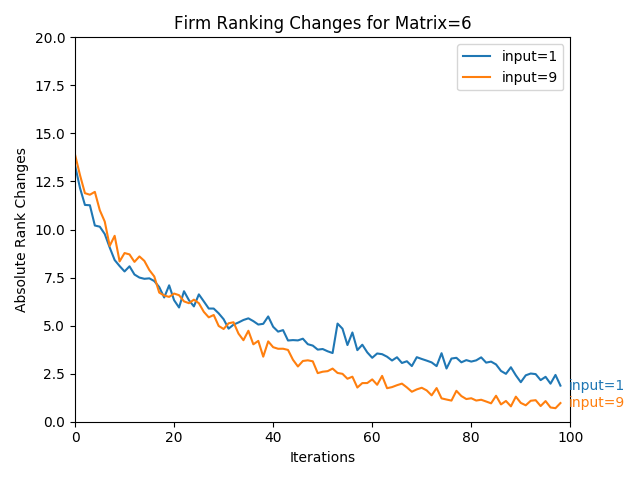 Firm Ranking Changes for Matrix=6
20.0
17.5
15.0
12.5
10.0
7.5
5.0
2.5
0.0
Absolute Rank Changes
input=1
input=9
input=1
input=9
0 20 40 60 80 100
Iterations